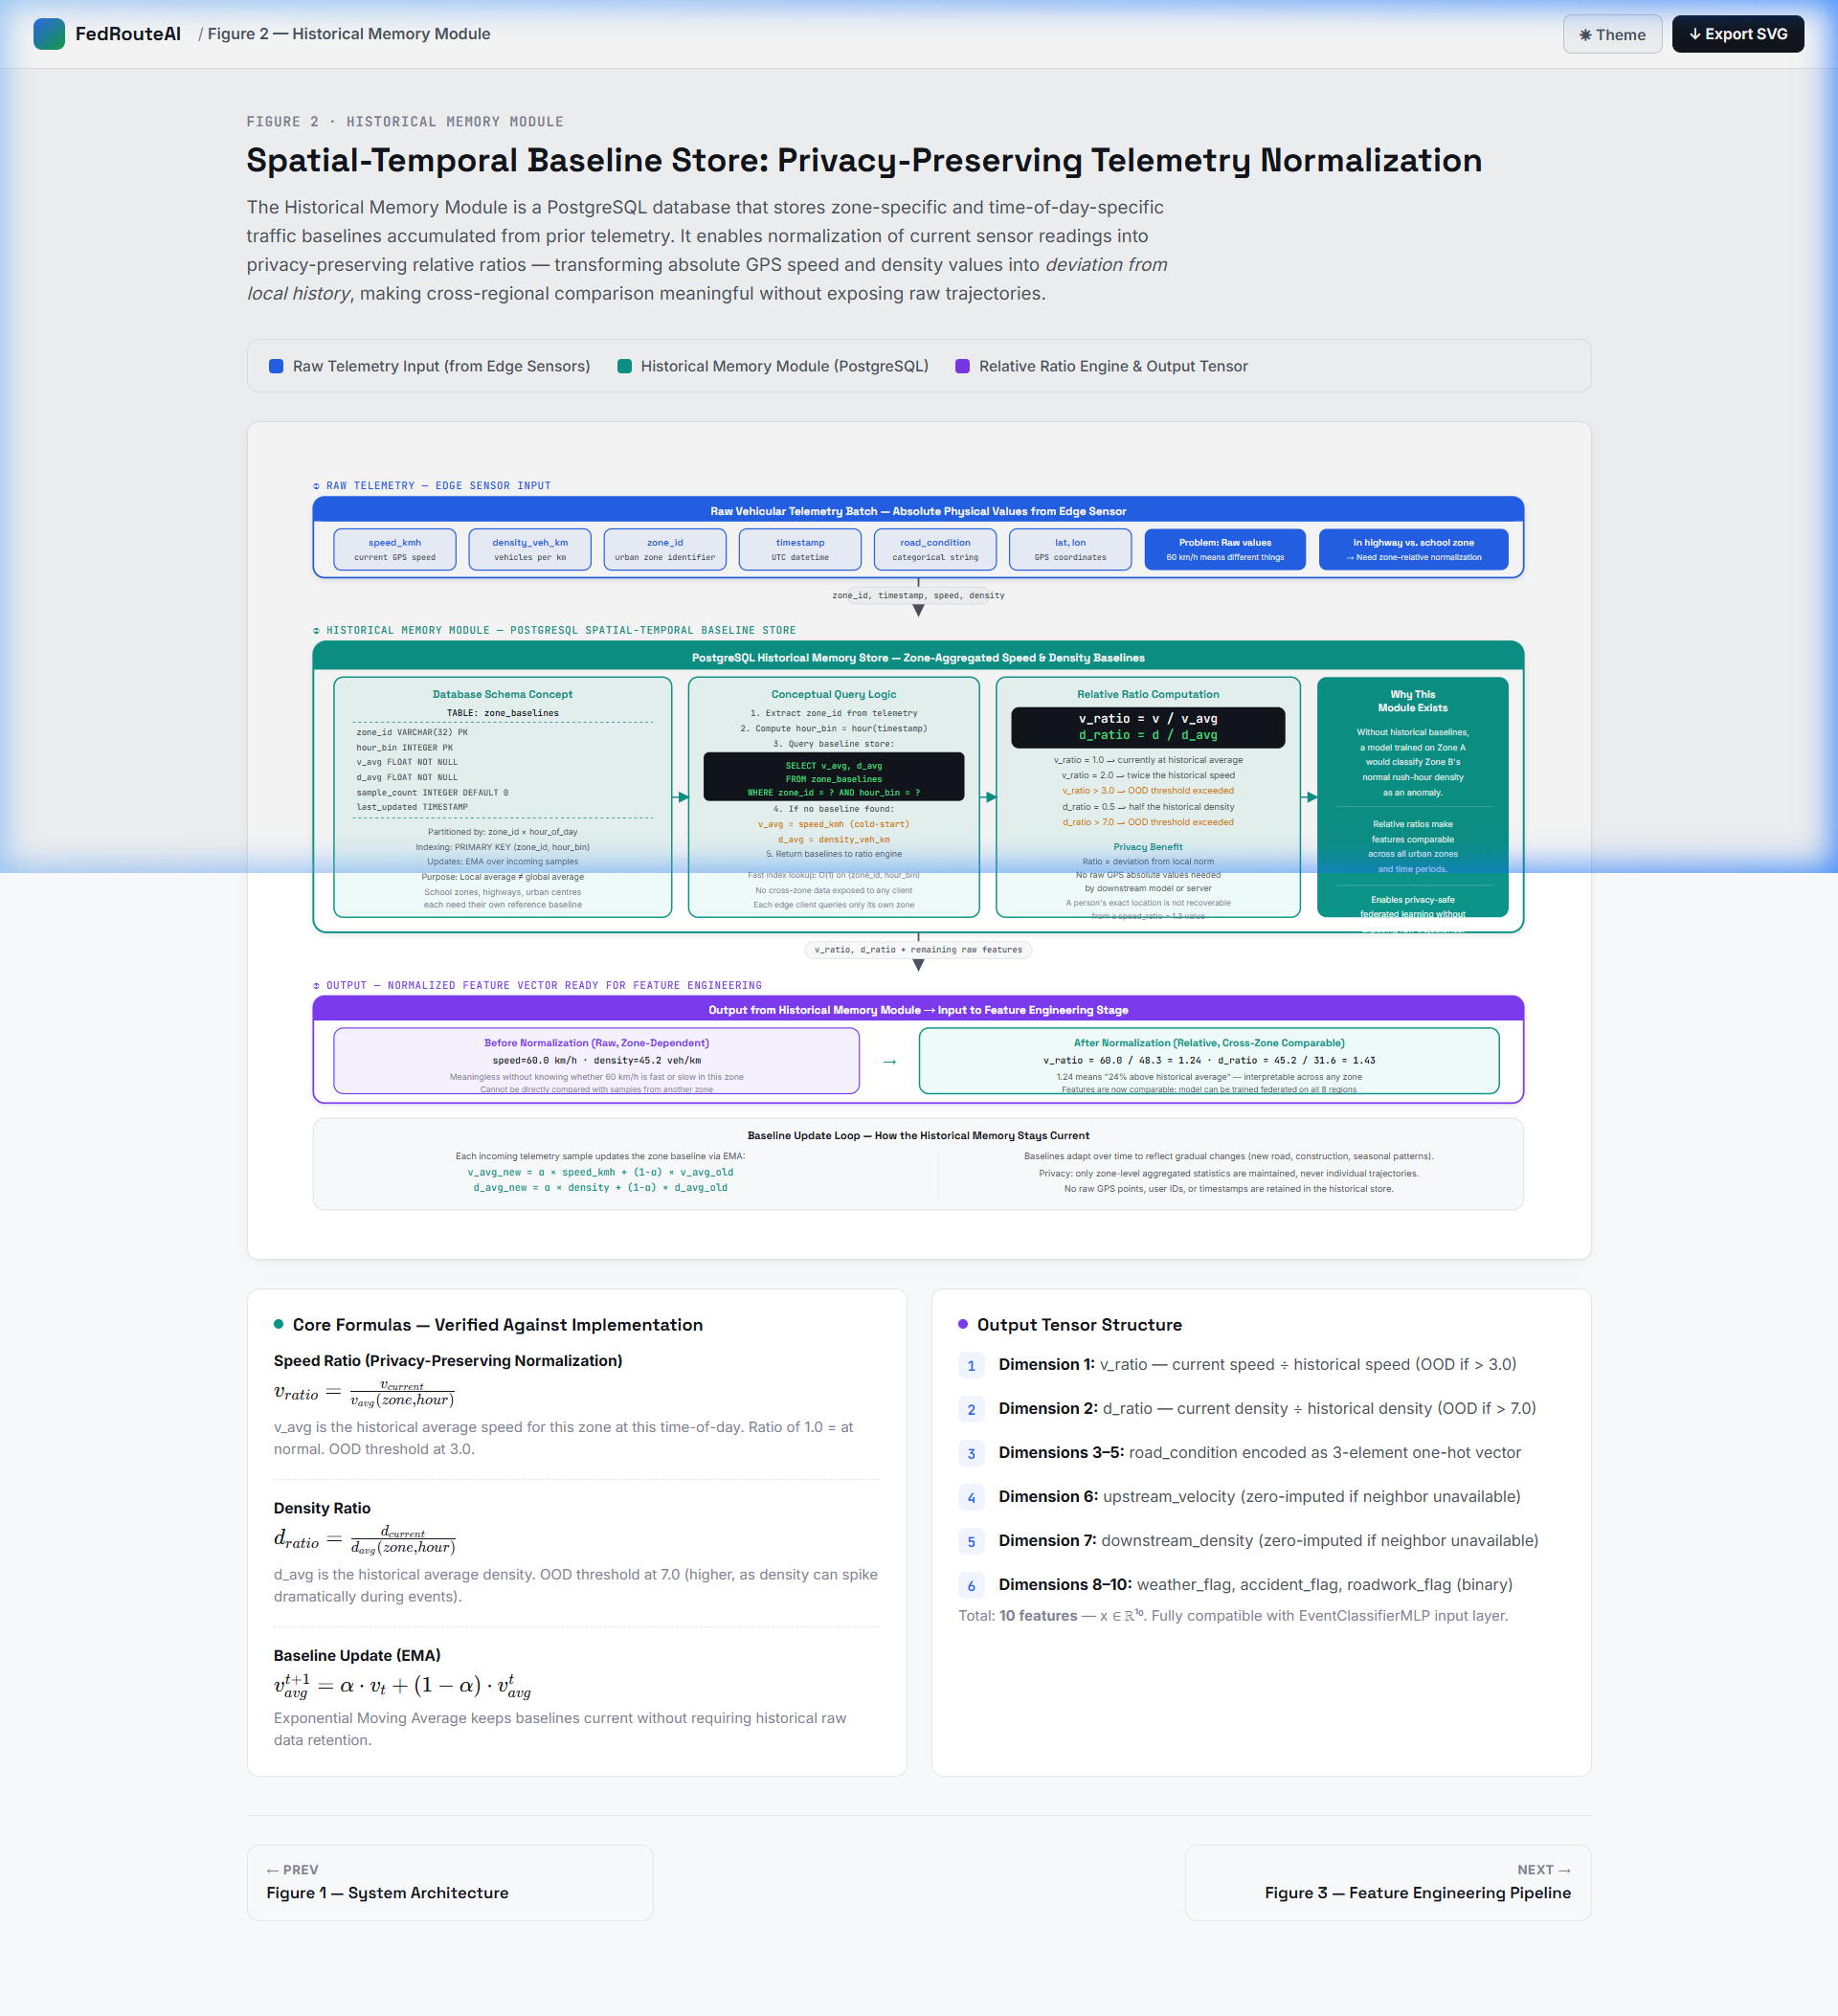 FedRouteAI / Figure 2 — Historical Memory Module
☀ Theme
↓ Export SVG
FIGURE 2 · HISTORICAL MEMORY MODULE
Spatial-Temporal Baseline Store: Privacy-Preserving Telemetry Normalization
The Historical Memory Module is a PostgreSQL database that stores zone-specific and time-of-day-specific
traffic baselines accumulated from prior telemetry. It enables normalization of current sensor readings into
privacy-preserving relative ratios — transforming absolute GPS speed and density values into deviation from
local history, making cross-regional comparison meaningful without exposing raw trajectories.
Raw Telemetry Input (from Edge Sensors)
Historical Memory Module (PostgreSQL)
Relative Ratio Engine & Output Tensor
① RAW TELEMETRY — EDGE SENSOR INPUT
Raw Vehicular Telemetry Batch — Absolute Physical Values from Edge Sensor
speed_kmh
current GPS speed
density_veh_km
vehicles per km
zone_id
urban zone identifier
timestamp
UTC datetime
road_condition
categorical string
lat, lon
GPS coordinates
Problem: Raw values
60 km/h means different things
in highway vs. school zone
→ Need zone-relative normalization
zone_id, timestamp, speed, density
② HISTORICAL MEMORY MODULE — POSTGRESQL SPATIAL-TEMPORAL BASELINE STORE
PostgreSQL Historical Memory Store — Zone-Aggregated Speed & Density Baselines
Database Schema Concept
TABLE: zone_baselines
zone_id VARCHAR(32) PK
hour_bin INTEGER PK
v_avg FLOAT NOT NULL
d_avg FLOAT NOT NULL
sample_count INTEGER DEFAULT 0
last_updated TIMESTAMP
Partitioned by: zone_id × hour_of_day
Indexing: PRIMARY KEY (zone_id, hour_bin)
Updates: EMA over incoming samples
Purpose: Local average ≠ global average
School zones, highways, urban centres
each need their own reference baseline
Conceptual Query Logic
1. Extract zone_id from telemetry
2. Compute hour_bin = hour(timestamp)
3. Query baseline store:
SELECT v_avg, d_avg
FROM zone_baselines
WHERE zone_id = ? AND hour_bin = ?
4. If no baseline found:
v_avg = speed_kmh (cold-start)
d_avg = density_veh_km
5. Return baselines to ratio engine
Fast index lookup: O(1) on (zone_id, hour_bin)
No cross-zone data exposed to any client
Each edge client queries only its own zone
Relative Ratio Computation
v_ratio = v / v_avg
d_ratio = d / d_avg
v_ratio = 1.0 → currently at historical average
v_ratio = 2.0 → twice the historical speed
v_ratio > 3.0 → OOD threshold exceeded
d_ratio = 0.5 → half the historical density
d_ratio > 7.0 → OOD threshold exceeded
Privacy Benefit
Ratio = deviation from local norm
No raw GPS absolute values needed
by downstream model or server
A person's exact location is not recoverable
from a speed_ratio = 1.3 value
Why This
Module Exists
Without historical baselines,
a model trained on Zone A
would classify Zone B's
normal rush-hour density
as an anomaly.
Relative ratios make
features comparable
across all urban zones
and time periods.
Enables privacy-safe
federated learning without
v_ratio, d_ratio + remaining raw features
③ OUTPUT — NORMALIZED FEATURE VECTOR READY FOR FEATURE ENGINEERING
Output from Historical Memory Module → Input to Feature Engineering Stage
Before Normalization (Raw, Zone-Dependent)
speed=60.0 km/h · density=45.2 veh/km
Meaningless without knowing whether 60 km/h is fast or slow in this zone
Cannot be directly compared with samples from another zone
→
After Normalization (Relative, Cross-Zone Comparable)
v_ratio = 60.0 / 48.3 = 1.24 · d_ratio = 45.2 / 31.6 = 1.43
1.24 means "24% above historical average" — interpretable across any zone
Features are now comparable: model can be trained federated on all 8 regions
Baseline Update Loop — How the Historical Memory Stays Current
Each incoming telemetry sample updates the zone baseline via EMA:
v_avg_new = α × speed_kmh + (1-α) × v_avg_old
d_avg_new = α × density + (1-α) × d_avg_old
Baselines adapt over time to reflect gradual changes (new road, construction, seasonal patterns).
Privacy: only zone-level aggregated statistics are maintained, never individual trajectories.
No raw GPS points, user IDs, or timestamps are retained in the historical store.
Core Formulas — Verified Against Implementation
Speed Ratio (Privacy-Preserving Normalization)
v_ratio = v_current / v_avg(zone,hour)
v_avg is the historical average speed for this zone at this time-of-day. Ratio of 1.0 = at
normal. OOD threshold at 3.0.
Density Ratio
d_ratio = d_current / d_avg(zone,hour)
d_avg is the historical average density. OOD threshold at 7.0 (higher, as density can spike
dramatically during events).
Baseline Update (EMA)
v_avg^{t+1} = α · v_t + (1 − α) · v_avg^t
Exponential Moving Average keeps baselines current without requiring historical raw
data retention.
Output Tensor Structure
1 Dimension 1: v_ratio — current speed ÷ historical speed (OOD if > 3.0)
2 Dimension 2: d_ratio — current density ÷ historical density (OOD if > 7.0)
3 Dimensions 3–5: road_condition encoded as 3-element one-hot vector
4 Dimension 6: upstream_velocity (zero-imputed if neighbor unavailable)
5 Dimension 7: downstream_density (zero-imputed if neighbor unavailable)
6 Dimensions 8–10: weather_flag, accident_flag, roadwork_flag (binary)
Total: 10 features — x ∈ ℝ¹⁰. Fully compatible with EventClassifierMLP input layer.
← PREV
Figure 1 — System Architecture
NEXT →
Figure 3 — Feature Engineering Pipeline